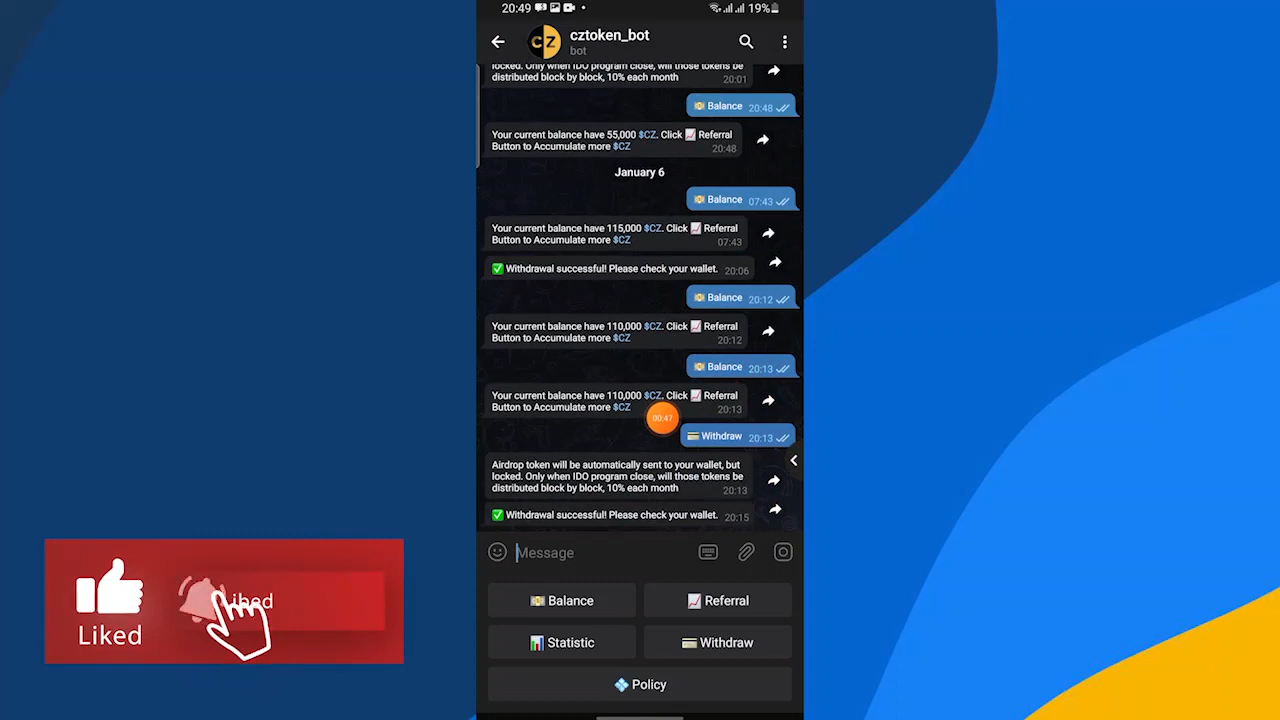 20:49
19%
CZ
cztoken_bot
bot
locked. Only when IDO program close, will those tokens be
distributed block by block, 10% each month
20:01
Balance 20:48
Your current balance have 55,000 $CZ. Click Referral
Button to Accumulate more $CZ
20:48
January 6
Balance 07:43
Your current balance have 115,000 $CZ. Click Referral
Button to Accumulate more $CZ
07:43
Withdrawal successful! Please check your wallet. 20:06
Balance 20:12
Your current balance have 110,000 $CZ. Click Referral
Button to Accumulate more $CZ
20:12
Balance 20:13
Your current balance have 110,000 $CZ. Click Referral
Button to Accumulate more $CZ
20:13
00:47
Withdraw 20:13
Airdrop token will be automatically sent to your wallet, but
locked. Only when IDO program close, will those tokens be
distributed block by block, 10% each month
20:13
Withdrawal successful! Please check your wallet. 20:15
Message
Balance
Referral
Statistic
Withdraw
Policy
Liked